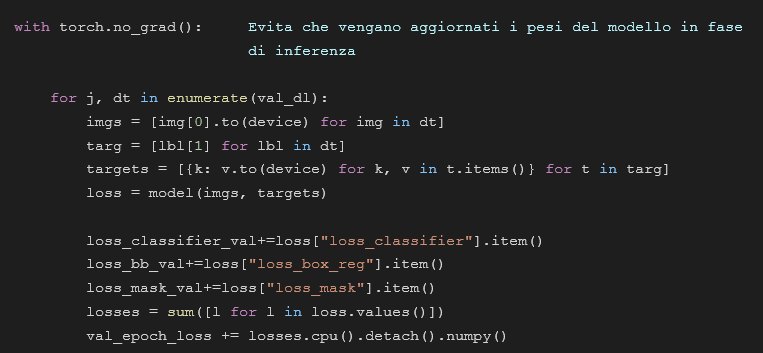 with torch.no_grad():     Evita che vengano aggiornati i pesi del modello in fase
di inferenza
for j, dt in enumerate(val_dl):
imgs = [img[0].to(device) for img in dt]
targ = [lbl[1] for lbl in dt]
targets = [{k: v.to(device) for k, v in t.items()} for t in targ]
loss = model(imgs, targets)
loss_classifier_val+=loss["loss_classifier"].item()
loss_bb_val+=loss["loss_box_reg"].item()
loss_mask_val+=loss["loss_mask"].item()
losses = sum([l for l in loss.values()])
val_epoch_loss += losses.cpu().detach().numpy()